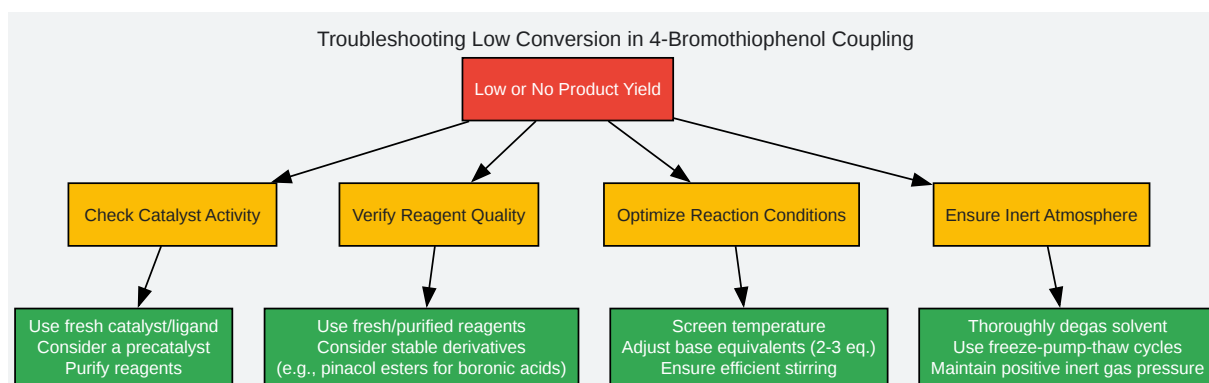 Troubleshooting Low Conversion in 4-Bromothiophenol Coupling
Low or No Product Yield
Check Catalyst Activity
Verify Reagent Quality
Optimize Reaction Conditions
Ensure Inert Atmosphere
Use fresh catalyst/ligand
Consider a precatalyst
Purify reagents
Use fresh/purified reagents
Consider stable derivatives
(e.g., pinacol esters for boronic acids)
Screen temperature
Adjust base equivalents (2-3 eq.)
Ensure efficient stirring
Thoroughly degas solvent
Use freeze-pump-thaw cycles
Maintain positive inert gas pressure